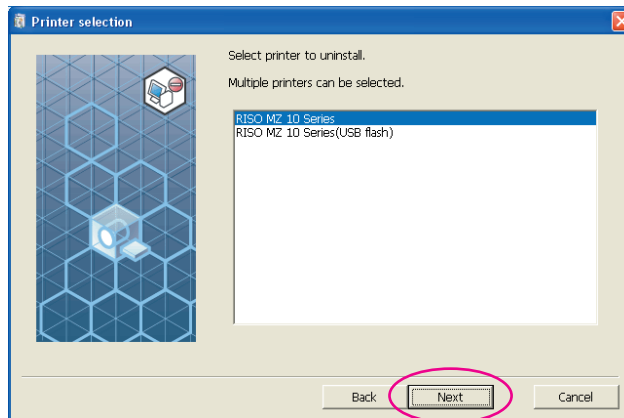 Printer selection
Select printer to uninstall.
Multiple printers can be selected.
RISO MZ 10 Series
RISO MZ 10 Series(USB flash)
Back Next Cancel